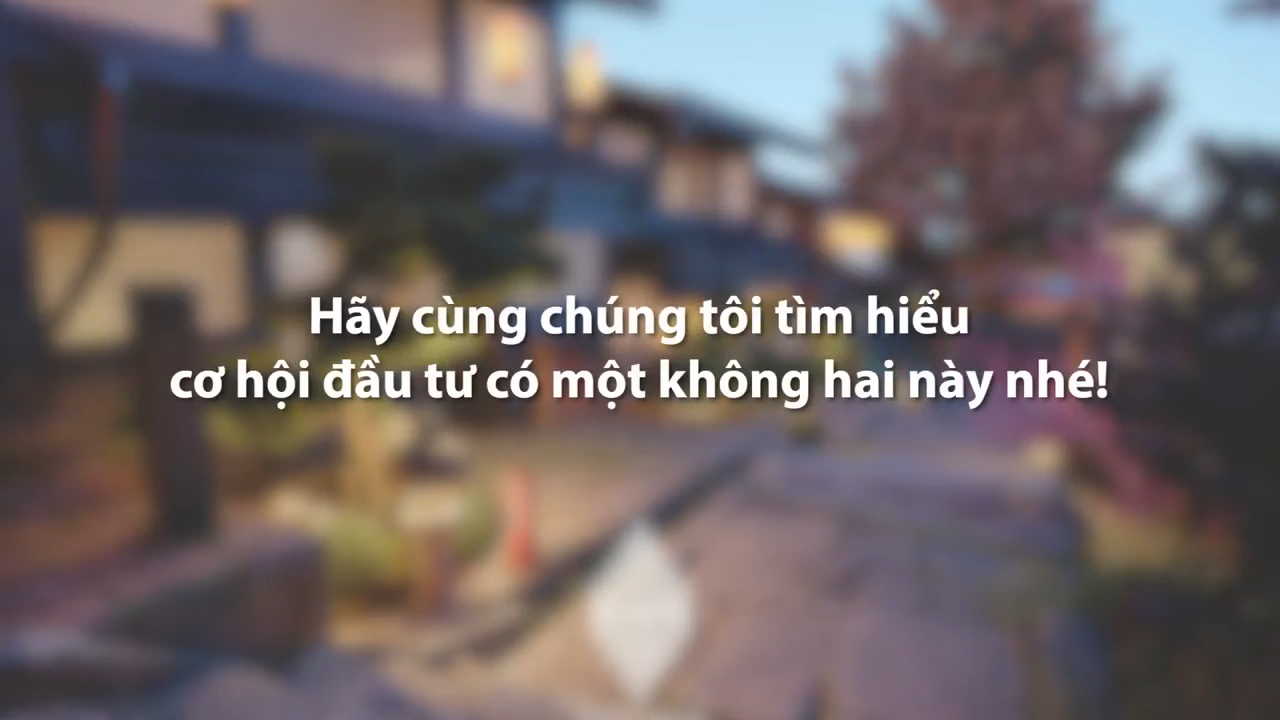 Hãy cùng chúng tôi tìm hiểu
cơ hội đầu tư có một không hai này nhé!